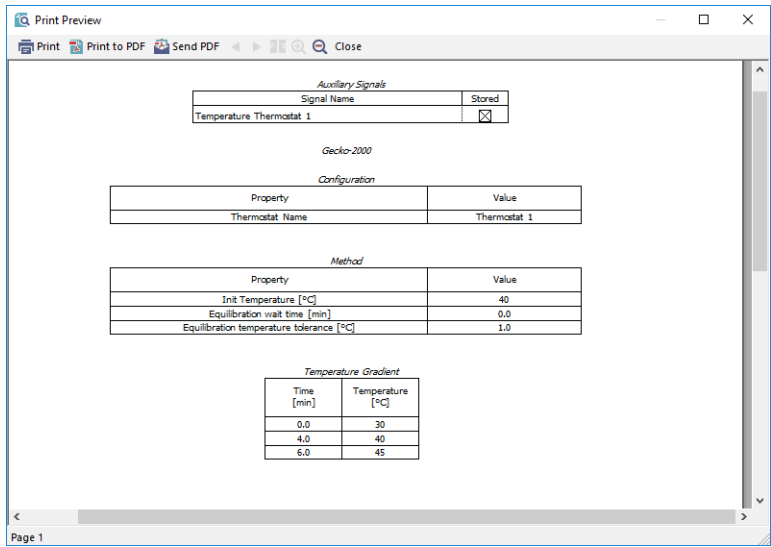 Print Preview
Print Print to PDF Send PDF Close
Auxiliary Signals
Signal Name Stored
Temperature Thermostat 1
Gecko-2000
Configuration
Property Value
Thermostat Name Thermostat 1
Method
Property Value
Init Temperature [°C] 40
Equilibration wait time [min] 0.0
Equilibration temperature tolerance [°C] 1.0
Temperature Gradient
Time Temperature
[min] [°C]
0.0 30
4.0 40
6.0 45
Page 1